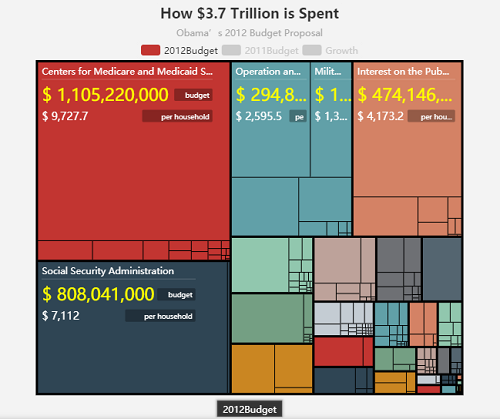 How $3.7 Trillion is Spent
Obama’s 2012 Budget Proposal
2012Budget 2011Budget Growth
Centers for Medicare and Medicaid S...
$ 1,105,220,000 budget
$ 9,727.7 per household
Operation an...
$ 294,8...
$ 2,595.5 pe
Milit...
$ 1...
$ 1,3...
Interest on the Pub...
$ 474,146,...
$ 4,173.2 per hou...
Social Security Administration
$ 808,041,000 budget
$ 7,112 per household
2012Budget